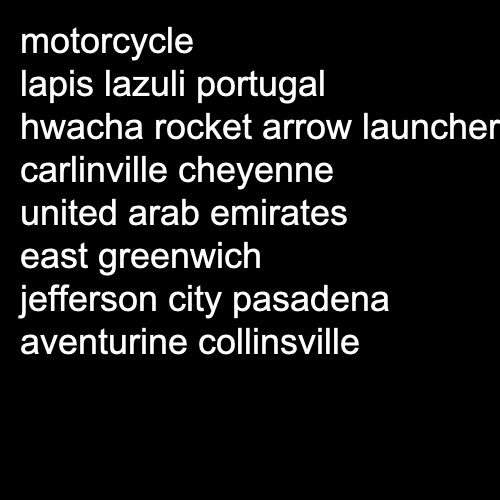 motorcycle
lapis lazuli portugal
hwacha rocket arrow launcher
carlinville cheyenne
united arab emirates
east greenwich
jefferson city pasadena
aventurine collinsville